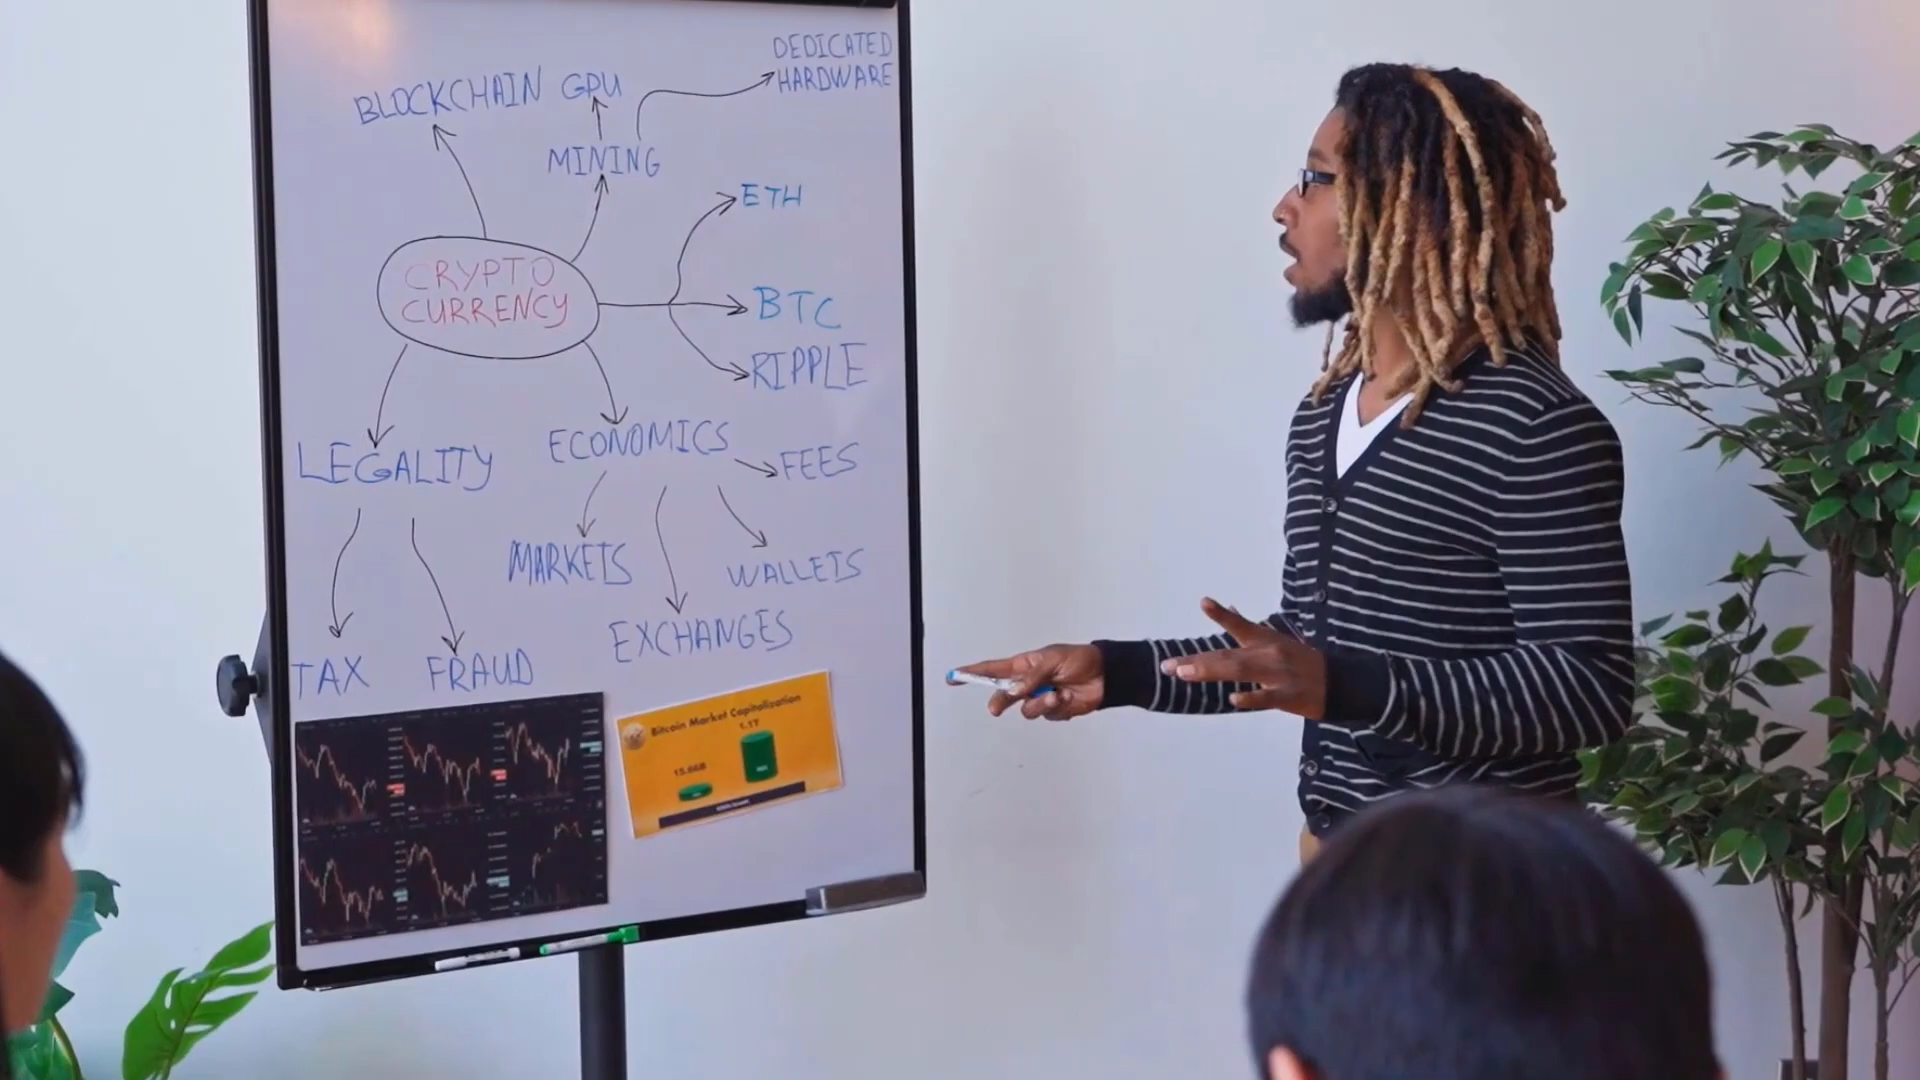 DEDICATED
HARDWARE
BLOCKCHAIN
GPU
MINING
ETH
CRYPTO
CURRENCY
BTC
RIPPLE
LEGALITY
ECONOMICS
FEES
MARKETS
WALLETS
EXCHANGES
TAX
FRAUD
Bitcoin Market Capitalization
1.1T
15.66B